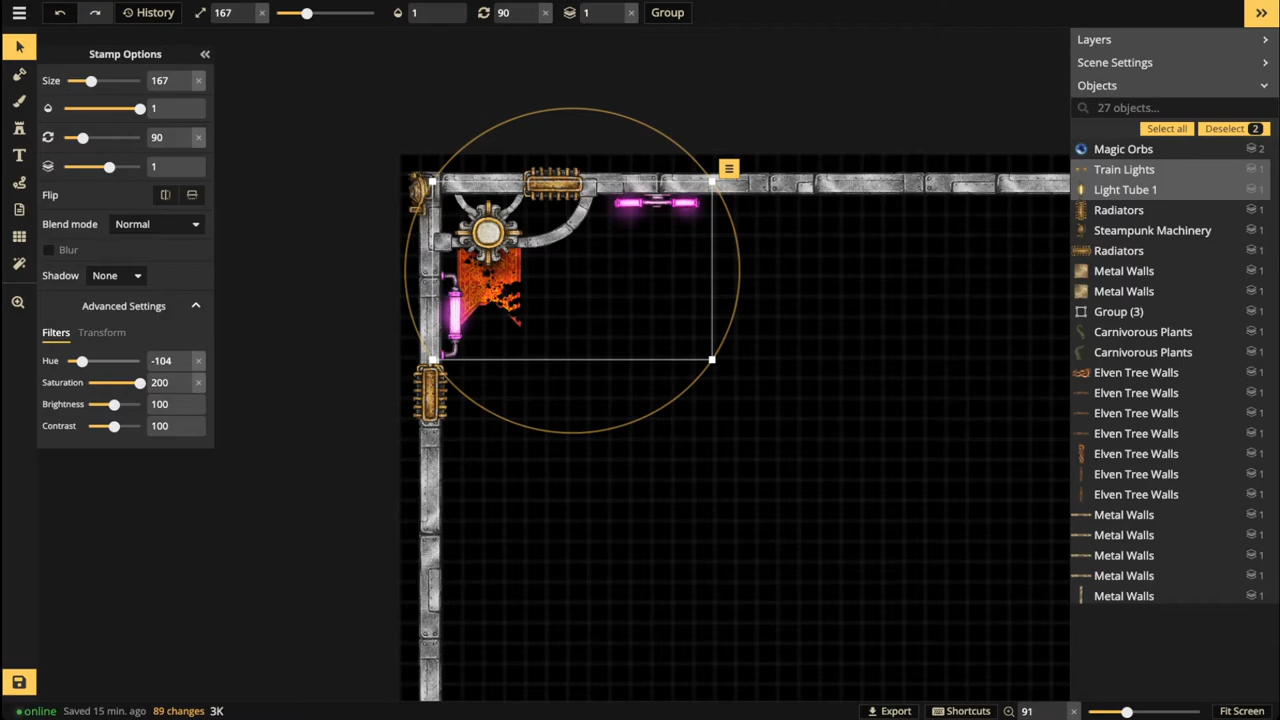 History 167 1 90 1 Group
Stamp Options
Size 167
1
90
1
Flip
Blend mode Normal
Blur
Shadow None
Advanced Settings
Filters Transform
Hue -104
Saturation 200
Brightness 100
Contrast 100
Layers
Scene Settings
Objects
27 objects...
Select all Deselect 2
Magic Orbs 2
Train Lights 1
Light Tube 1 1
Radiators 1
Steampunk Machinery 1
Radiators 1
Metal Walls 1
Metal Walls 1
Group (3) 1
Carnivorous Plants 1
Carnivorous Plants 1
Elven Tree Walls 1
Elven Tree Walls 1
Elven Tree Walls 1
Elven Tree Walls 1
Elven Tree Walls 1
Elven Tree Walls 1
Elven Tree Walls 1
Metal Walls 1
Metal Walls 1
Metal Walls 1
Metal Walls 1
Metal Walls 1
online Saved 15 min. ago 89 changes 3K Export Shortcuts 91 Fit Screen